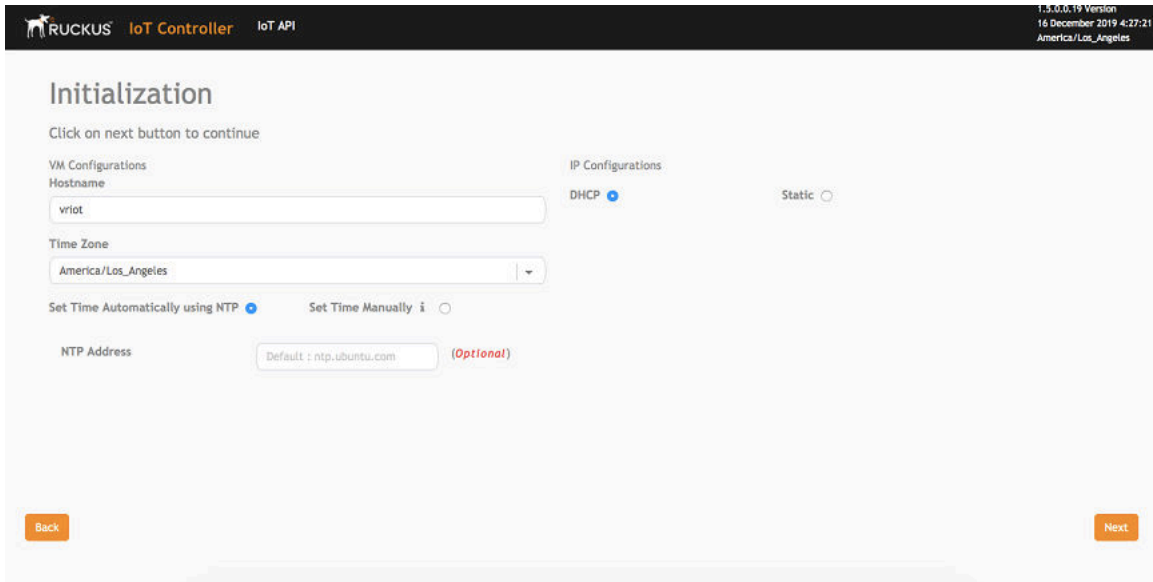 RUCKUS IoT Controller IoT API
1.5.0.0.19 Version
16 December 2019 4:27:21
America/Los_Angeles
Initialization
Click on next button to continue
VM Configurations
Hostname
vriot
Time Zone
America/Los_Angeles
Set Time Automatically using NTP Set Time Manually i
NTP Address Default : ntp.ubuntu.com (Optional)
IP Configurations
DHCP Static
Back Next